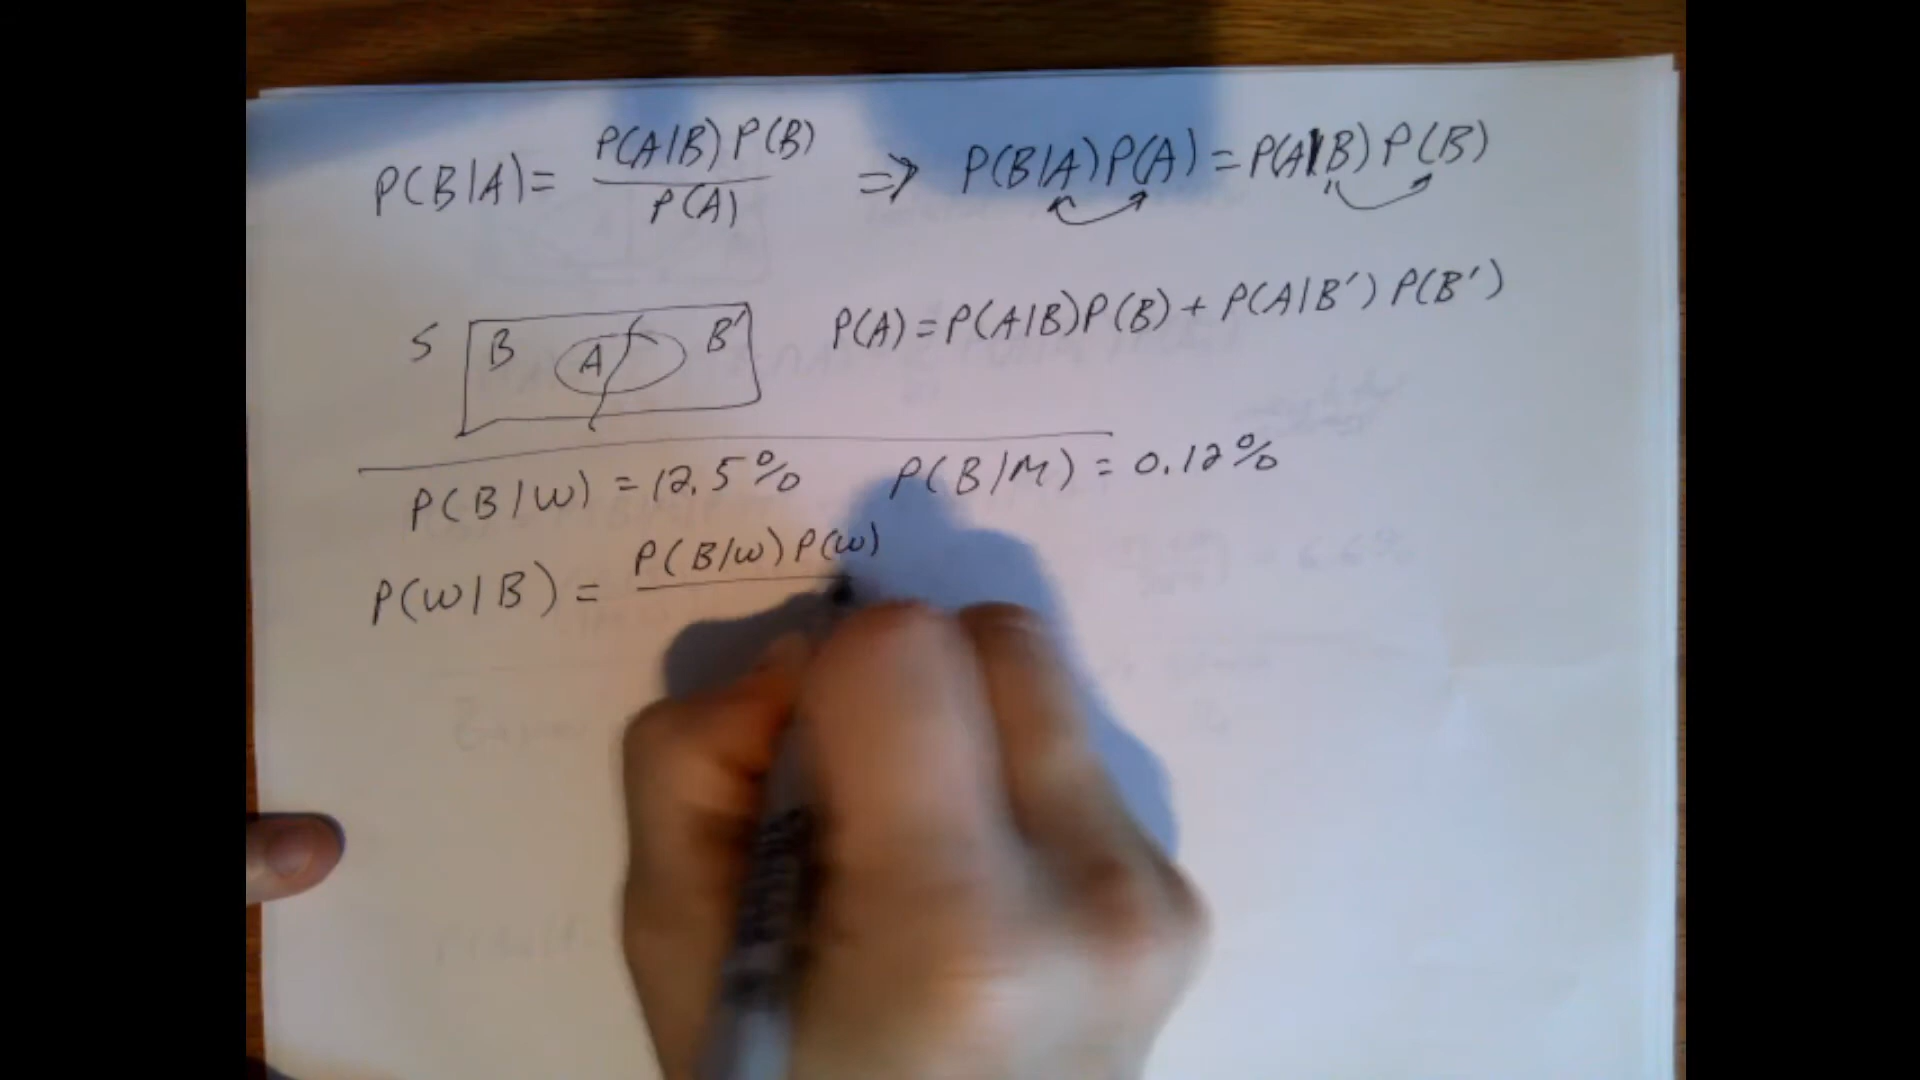 P(B|A) = P(A|B) P(B) / P(A) ⇒ P(B|A) P(A) = P(A|B) P(B)
S B A B' P(A) = P(A|B) P(B) + P(A|B') P(B')
P(B|W) = 12.5% P(B|M) = 0.12%
P(W|B) = P(B|W) P(W)